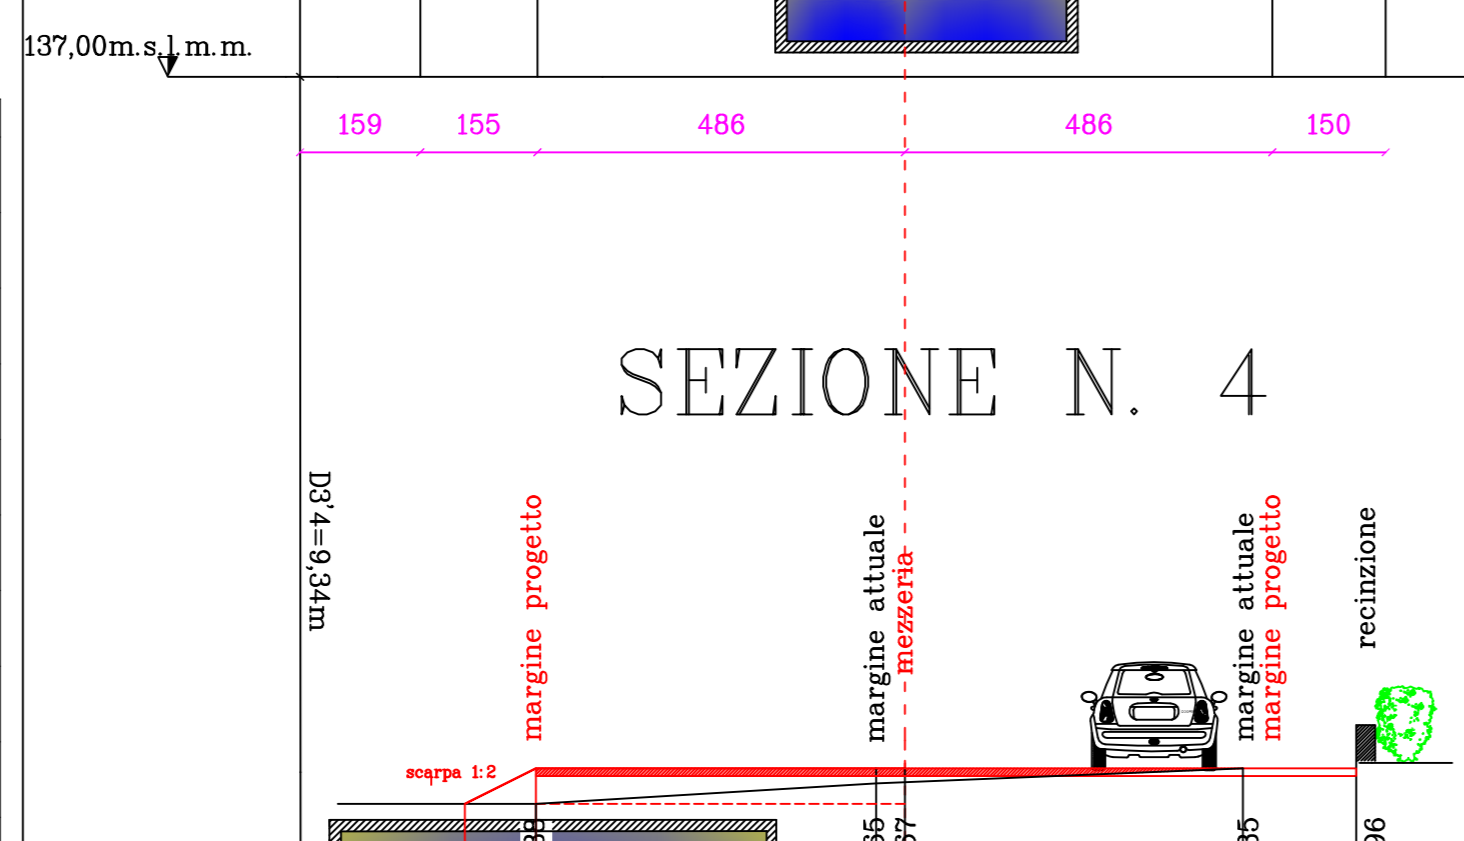 137,00m.s.l.m.m.
159 155 486 486 150
SEZIONE N. 4
D3'4=9,34m
margine progetto
margine attuale
mezzeria
margine attuale
margine progetto
recinzione
scarpa 1:2